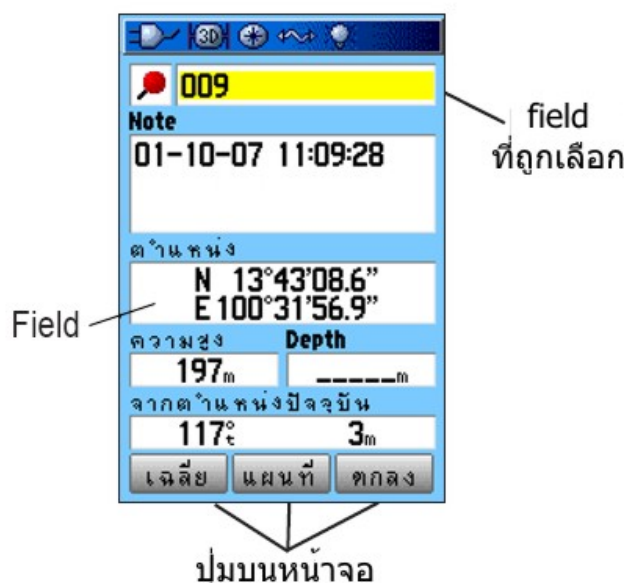 3D
009
field
ที่ถูกเลือก
Note
01-10-07 11:09:28
ตำแหน่ง
N 13°43'08.6"
E 100°31'56.9"
Field
ความสูง Depth
197m _____m
จากตำแหน่งปัจจุบัน
117°t 3m
เฉลี่ย แผนที่ ตกลง
ปุ่มบนหน้าจอ